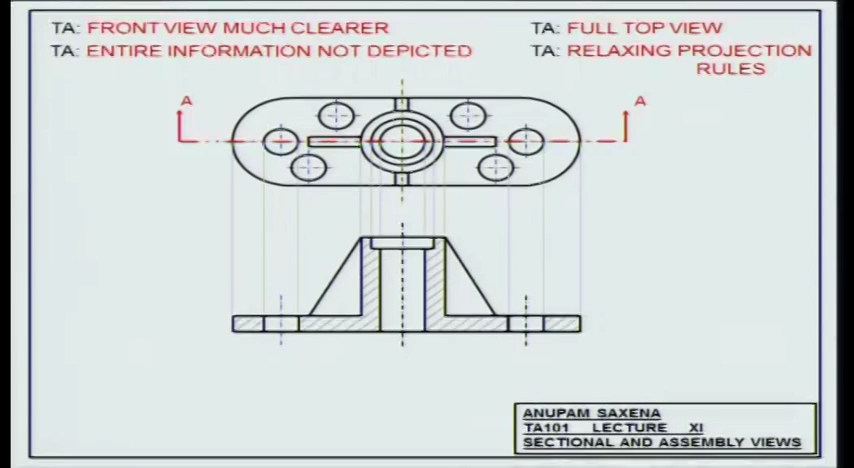 TA: FRONT VIEW MUCH CLEARER
TA: FULL TOP VIEW
TA: ENTIRE INFORMATION NOT DEPICTED
TA: RELAXING PROJECTION
RULES
A
A
ANUPAM SAXENA
TA101 LECTURE XI
SECTIONAL AND ASSEMBLY VIEWS